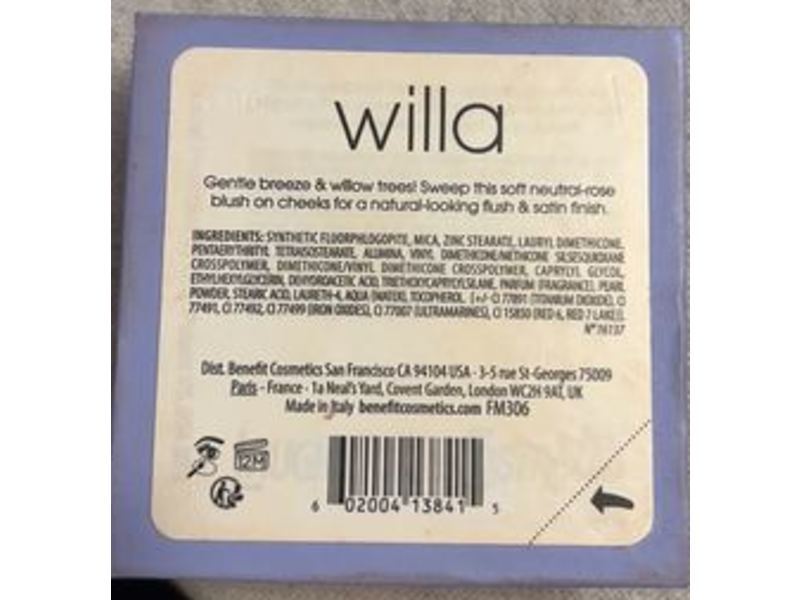 willa
Gentle breeze & willow trees! Sweep this soft neutral-rose
blush on cheeks for a natural-looking flush & satin finish.
INGREDIENTS: SYNTHETIC FLUORPHLOGOPITE, MICA, ZINC STEARATE, LAURYL DIMETHICONE,
PENTAERYTHRITYL TETRAISOSTEARATE, ALUMINA, VINYL DIMETHICONE/METHICONE SILSESQUIOXANE
CROSSPOLYMER, DIMETHICONE/VINYL DIMETHICONE CROSSPOLYMER, CAPRYLYL GLYCOL,
ETHYLHEXYLGLYCERIN, DEHYDROACETIC ACID, TRIETHOXYCAPRYLYLSILANE, PARFUM (FRAGRANCE), PEARL
POWDER, STEARIC ACID, LAURETH-4, AQUA (WATER), TOCOPHEROL. [+/- CI 77891 (TITANIUM DIOXIDE), CI
77491, CI 77492, CI 77499 (IRON OXIDES), CI 77007 (ULTRAMARINES), CI 15850 (RED 6, RED 7 LAKE)].
N° 16137
Dist. Benefit Cosmetics San Francisco CA 94104 USA - 3-5 rue St-Georges 75009
Paris - France - 1a Neal's Yard, Covent Garden, London WC2H 9AT, UK
Made in Italy benefitcosmetics.com FM306
12M
6 02004 13841 5